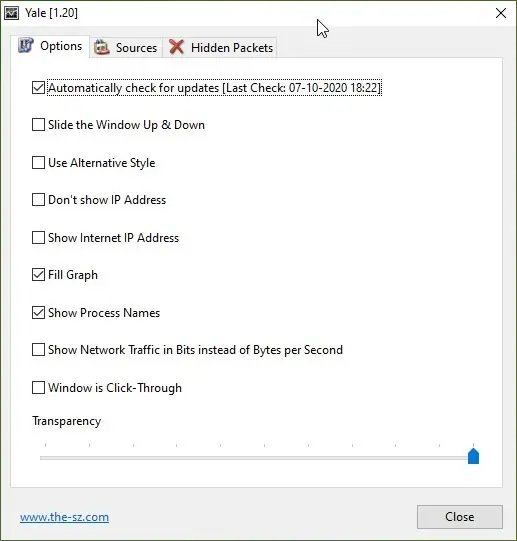 Yale [1.20]
Options Sources Hidden Packets
Automatically check for updates [Last Check: 07-10-2020 18:22]
Slide the Window Up & Down
Use Alternative Style
Don't show IP Address
Show Internet IP Address
Fill Graph
Show Process Names
Show Network Traffic in Bits instead of Bytes per Second
Window is Click-Through
Transparency
www.the-sz.com Close